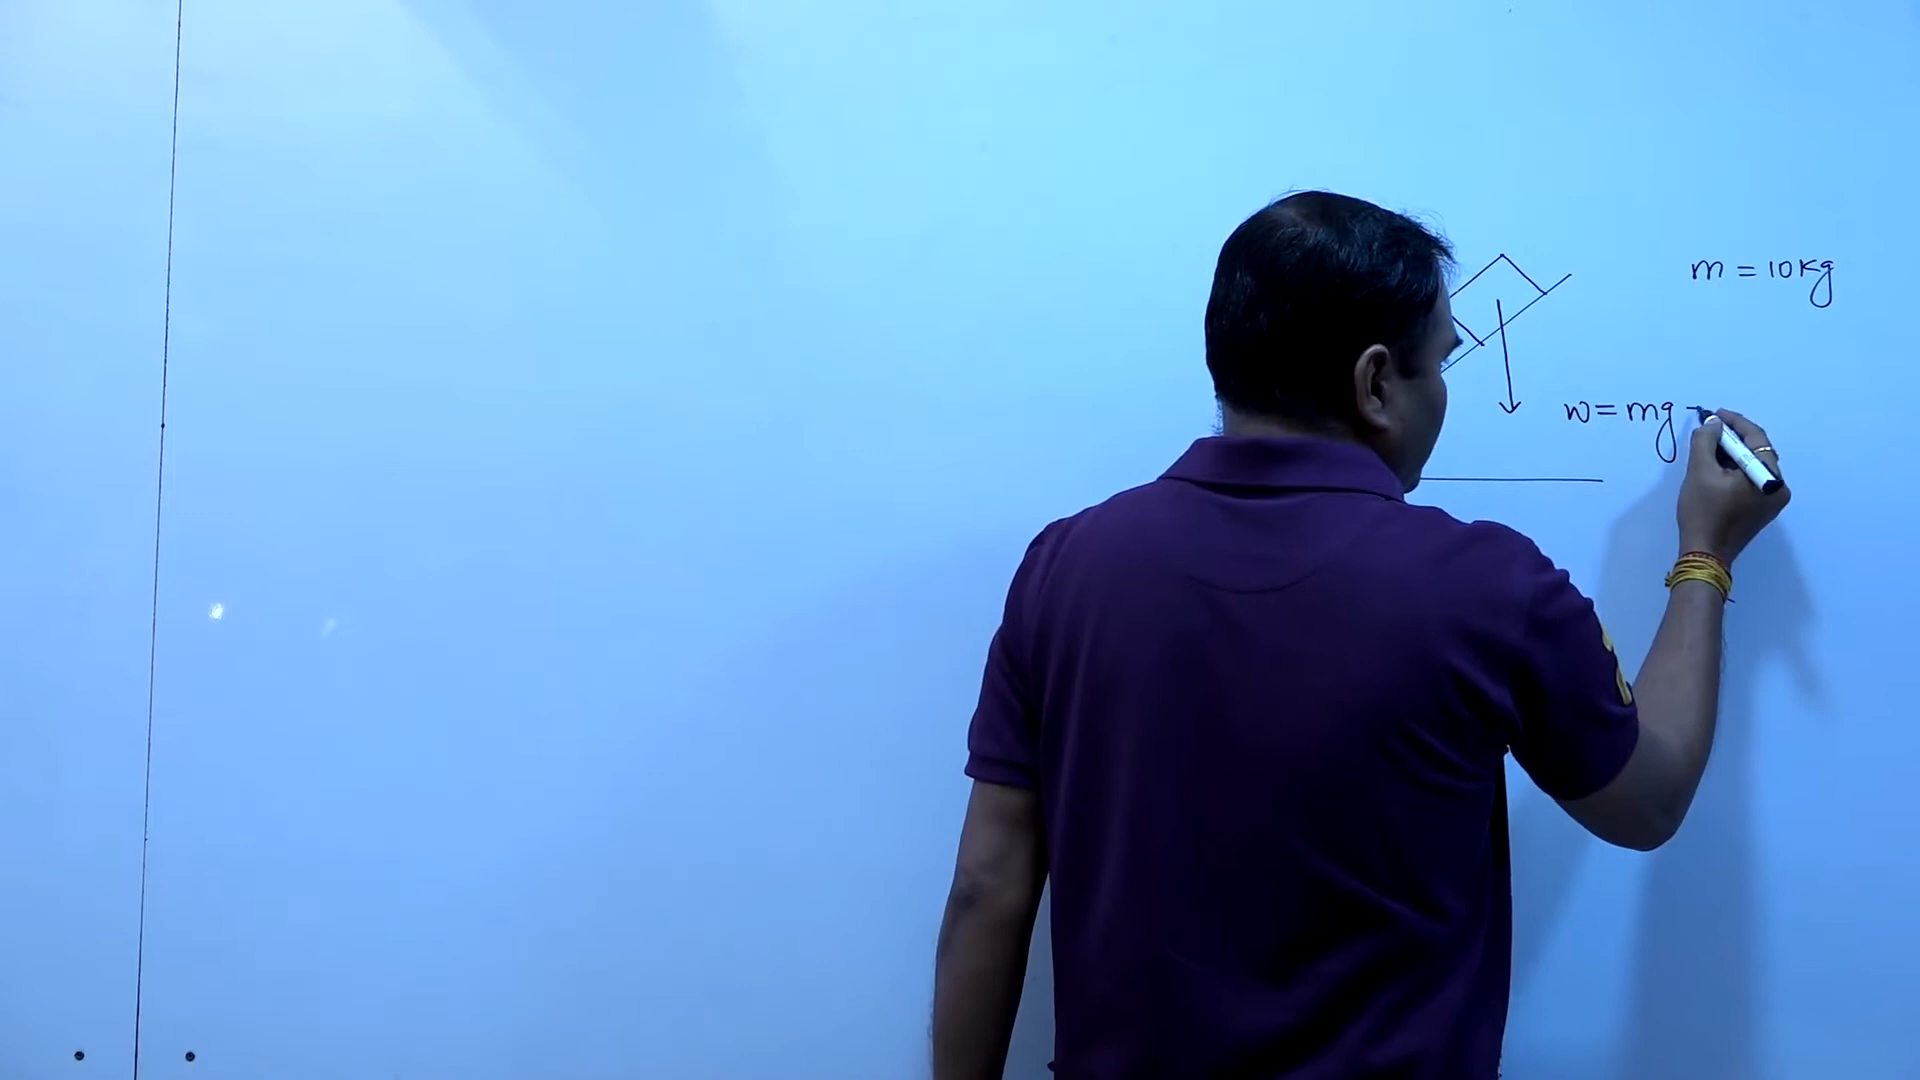 m = 10kg
w = mg